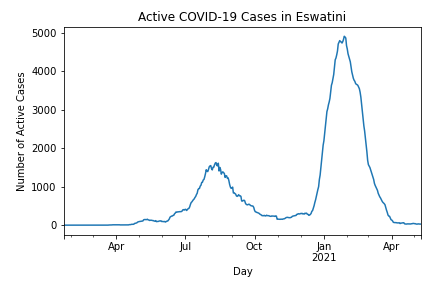 Active COVID-19 Cases in Eswatini
Number of Active Cases
5000
4000
3000
2000
1000
0
Apr
Jul
Oct
Jan
2021
Apr
Day